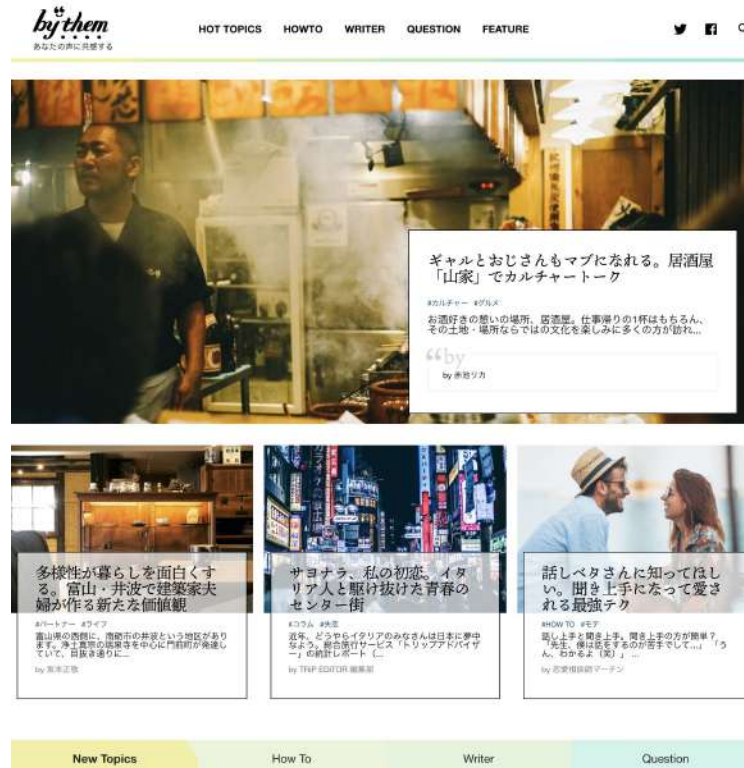 by them
あなたの声に共感する
HOT TOPICS HOWTO WRITER QUESTION FEATURE
ギャルとおじさんもマブになれる。居酒屋
「山家」でカルチャートーク
#カルチャー #グルメ
お酒好きの憩いの場所、居酒屋。仕事帰りの1杯はもちろん、
その土地・場所ならではの文化を楽しみに多くの方が訪れ...
“by
by 赤池リカ
多様性が暮らしを面白くす
る。富山・井波で建築家夫
婦が作る新たな価値観
#パートナー #ライフ
富山県の西側に、南砺市の井波という地区があり
ます。浄土真宗の瑞泉寺を中心に門前町が発達し
ていて、目抜き通りに...
サヨナラ、私の初恋。イタ
リア人と駆け抜けた青春の
センター街
#コラム #失恋
近年、どうやらイタリアのみなさんは日本に夢中
なよう。総合旅行サービス「トリップアドバイザ
ー」の統計レポート（...
by TRiP EDiTOR 編集部
話しベタさんに知ってほし
い。聞き上手になって愛さ
れる最強テク
#HOW TO #モテ
話し上手と聞き上手。聞き上手の方が簡単？
「先生、僕は話をするのが苦手でして...」「う
ん、わかるよ（笑）」 ...
by 恋愛相談師マーチン
New Topics How To Writer Question